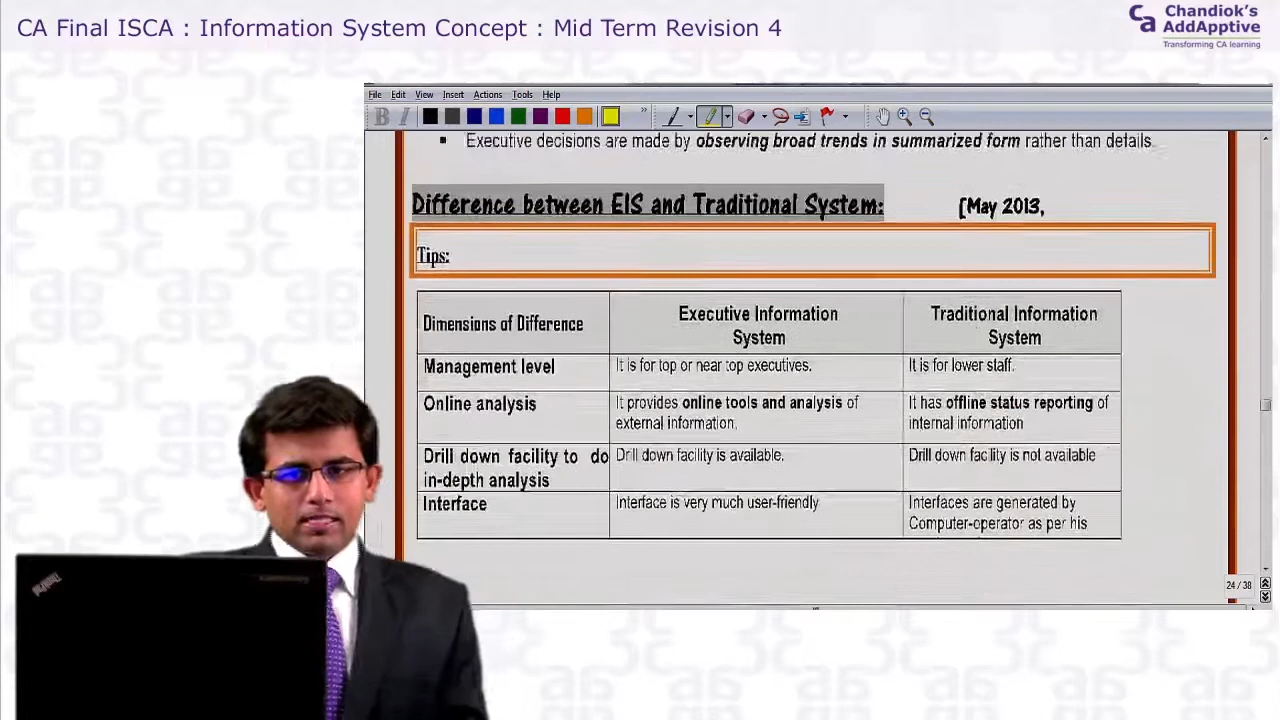 CA Final ISCA : Information System Concept : Mid Term Revision 4
Chandiok's
AddApptive
Transforming CA learning
File Edit View Insert Actions Tools Help
B I
▪ Executive decisions are made by observing broad trends in summarized form rather than details.
Difference between EIS and Traditional System: [May 2013,
Tips:
Dimensions of Difference
Executive Information
System
Traditional Information
System
Management level
It is for top or near top executives.
It is for lower staff.
Online analysis
It provides online tools and analysis of
external information.
It has offline status reporting of
internal information
Drill down facility to do
in-depth analysis
Drill down facility is available.
Drill down facility is not available
Interface
Interface is very much user-friendly
Interfaces are generated by
Computer-operator as per his
24 / 38
ThinkPad